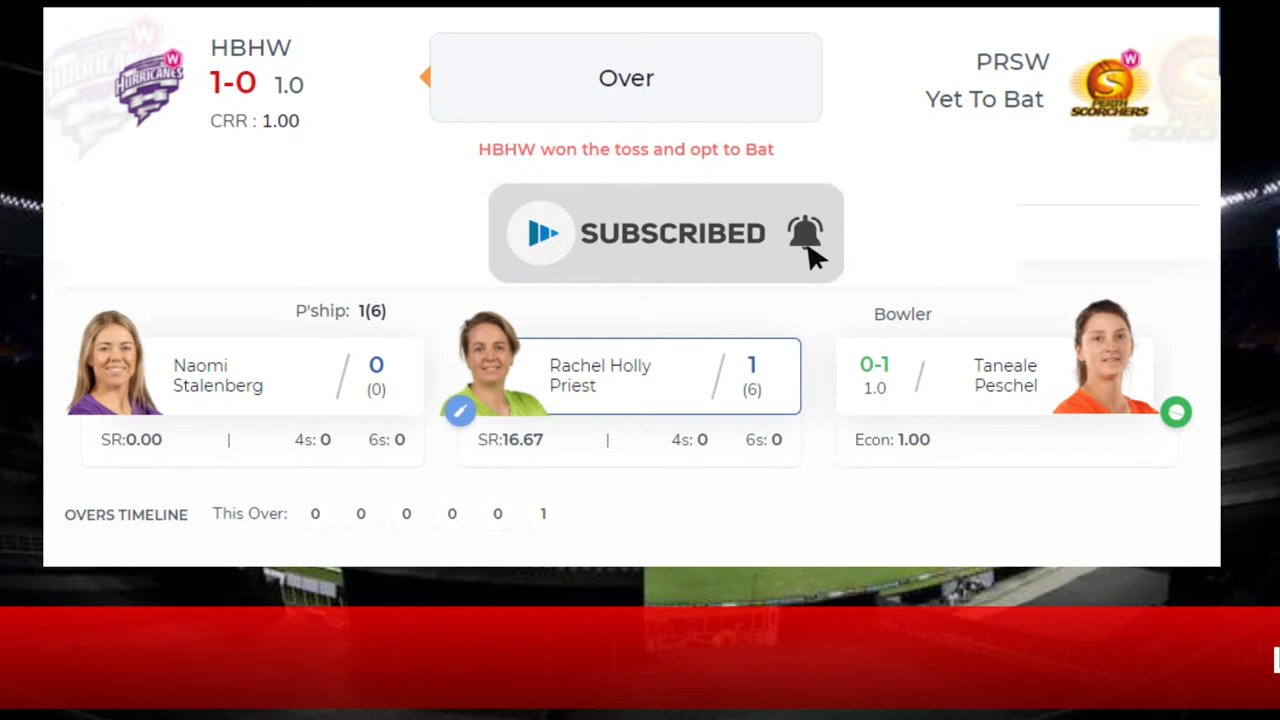 HBHW
1-0 1.0
CRR : 1.00
HURRICANES
W
Over
HBHW won the toss and opt to Bat
PRSW
Yet To Bat
W
S
PERTH
SCORCHERS
SUBSCRIBED
P'ship: 1(6)
Naomi
Stalenberg
0
(0)
SR:0.00 | 4s: 0 6s: 0
Rachel Holly
Priest
1
(6)
SR:16.67 | 4s: 0 6s: 0
Bowler
0-1
1.0
Taneale
Peschel
Econ: 1.00
OVERS TIMELINE This Over: 0 0 0 0 0 1